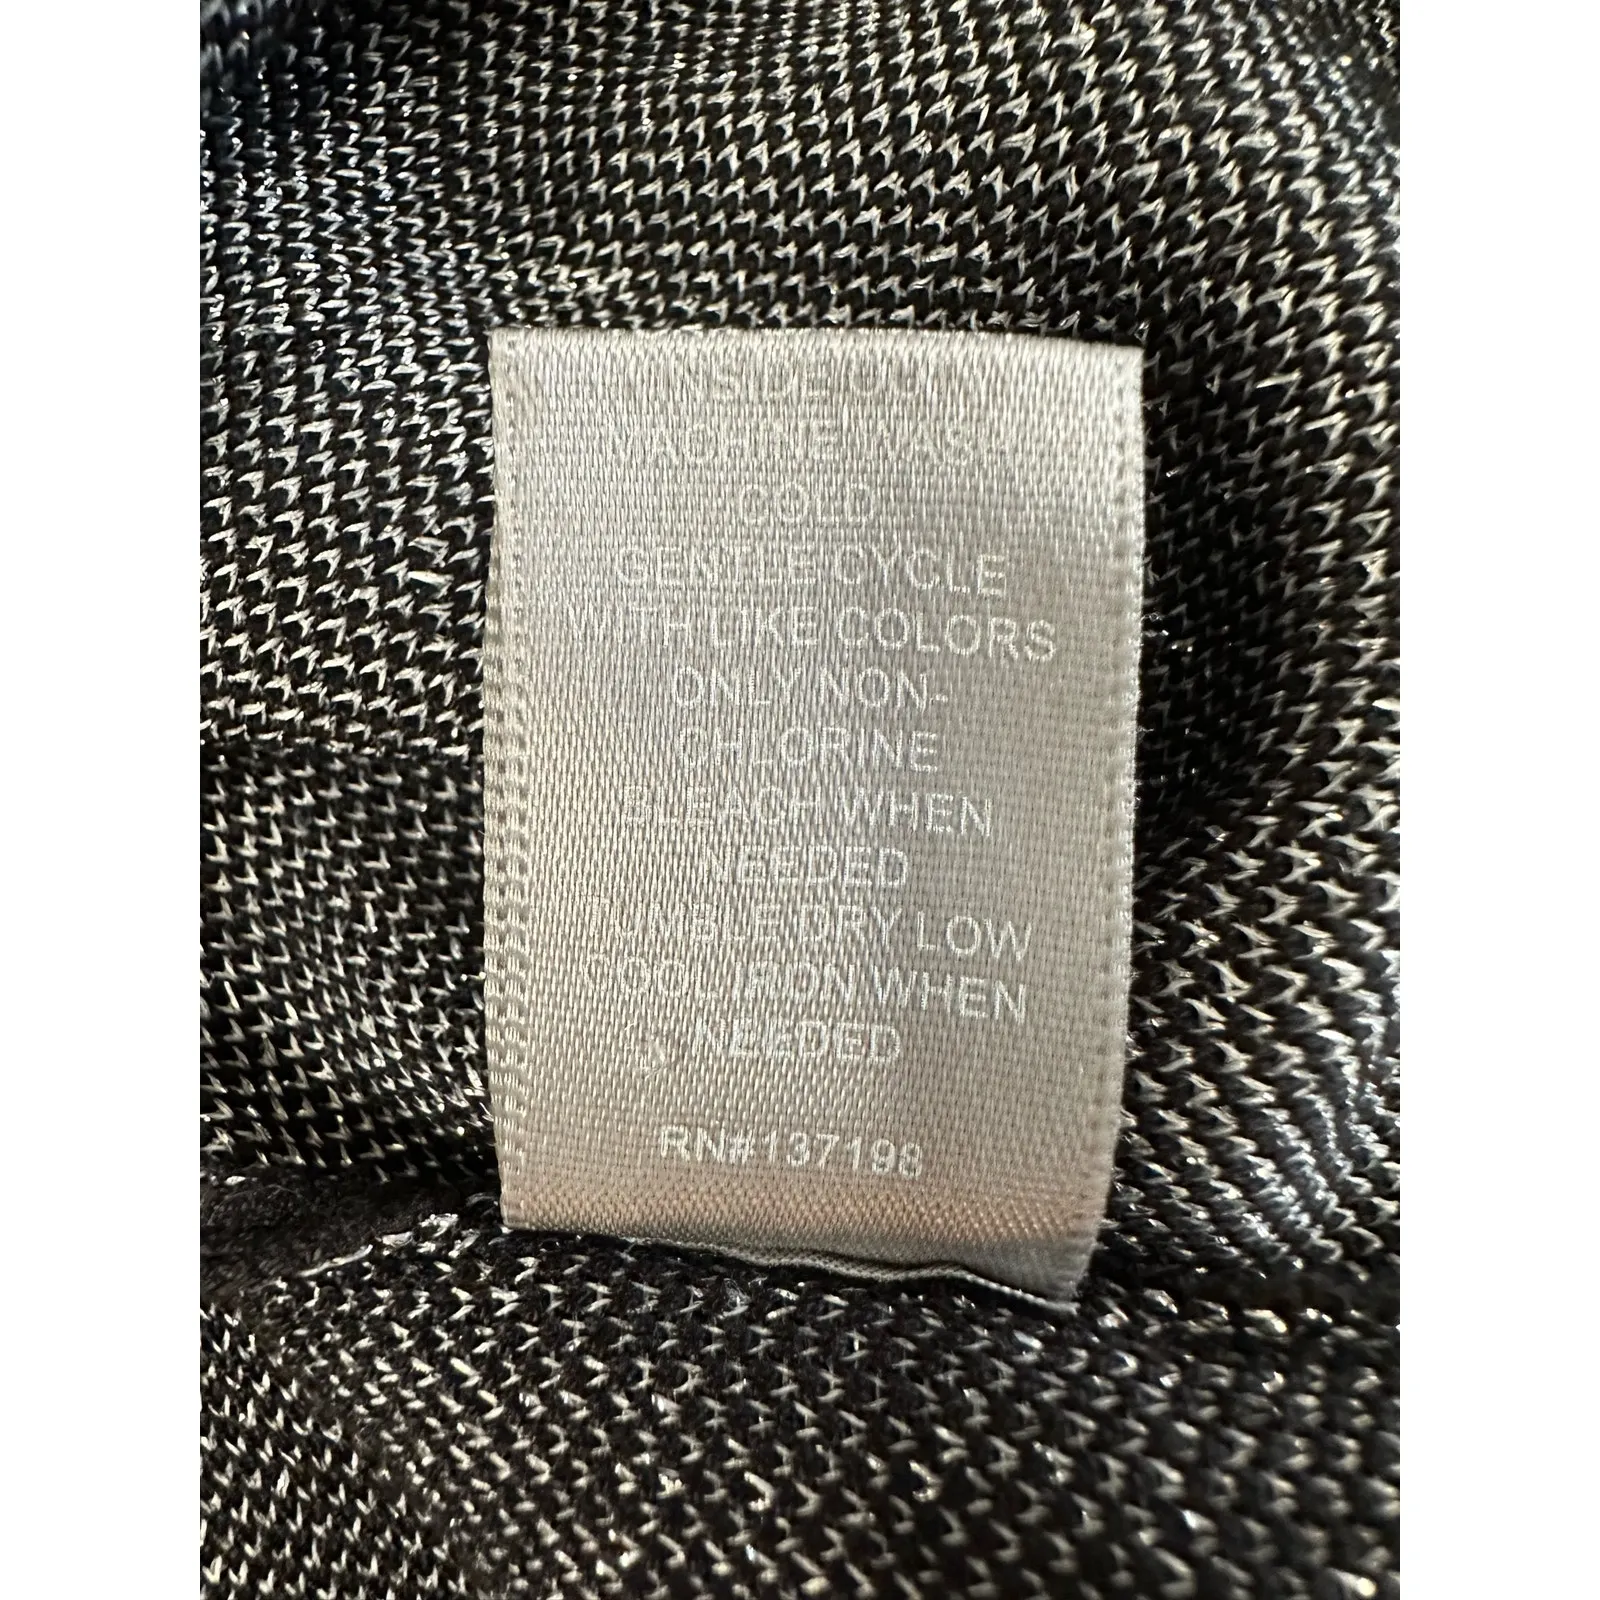 INSIDE OUT
MACHINE WASH
COLD
GENTLE CYCLE
WITH LIKE COLORS
ONLY NON-
CHLORINE
BLEACH WHEN
NEEDED
TUMBLE DRY LOW
COOL IRON WHEN
NEEDED
RN#137198